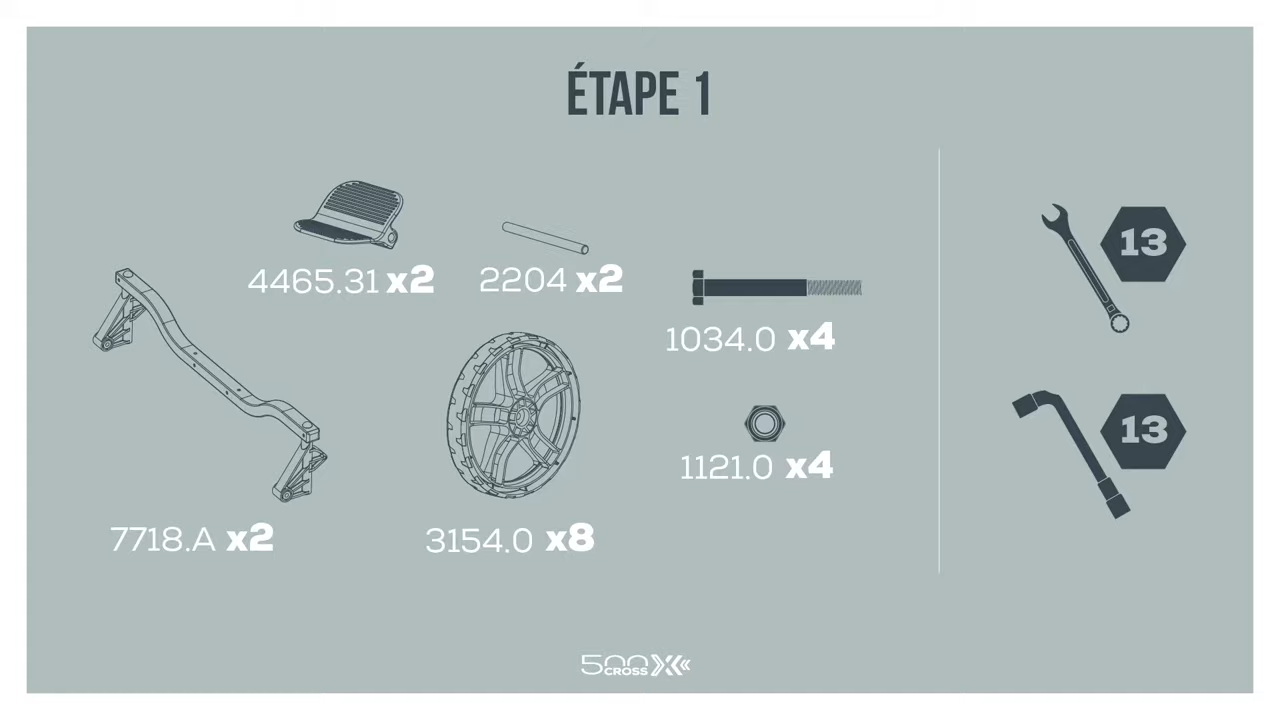 ÉTAPE 1
4465.31 x2
2204 x2
1034.0 x4
1121.0 x4
7718.A x2
3154.0 x8
13
13
500
CROSS